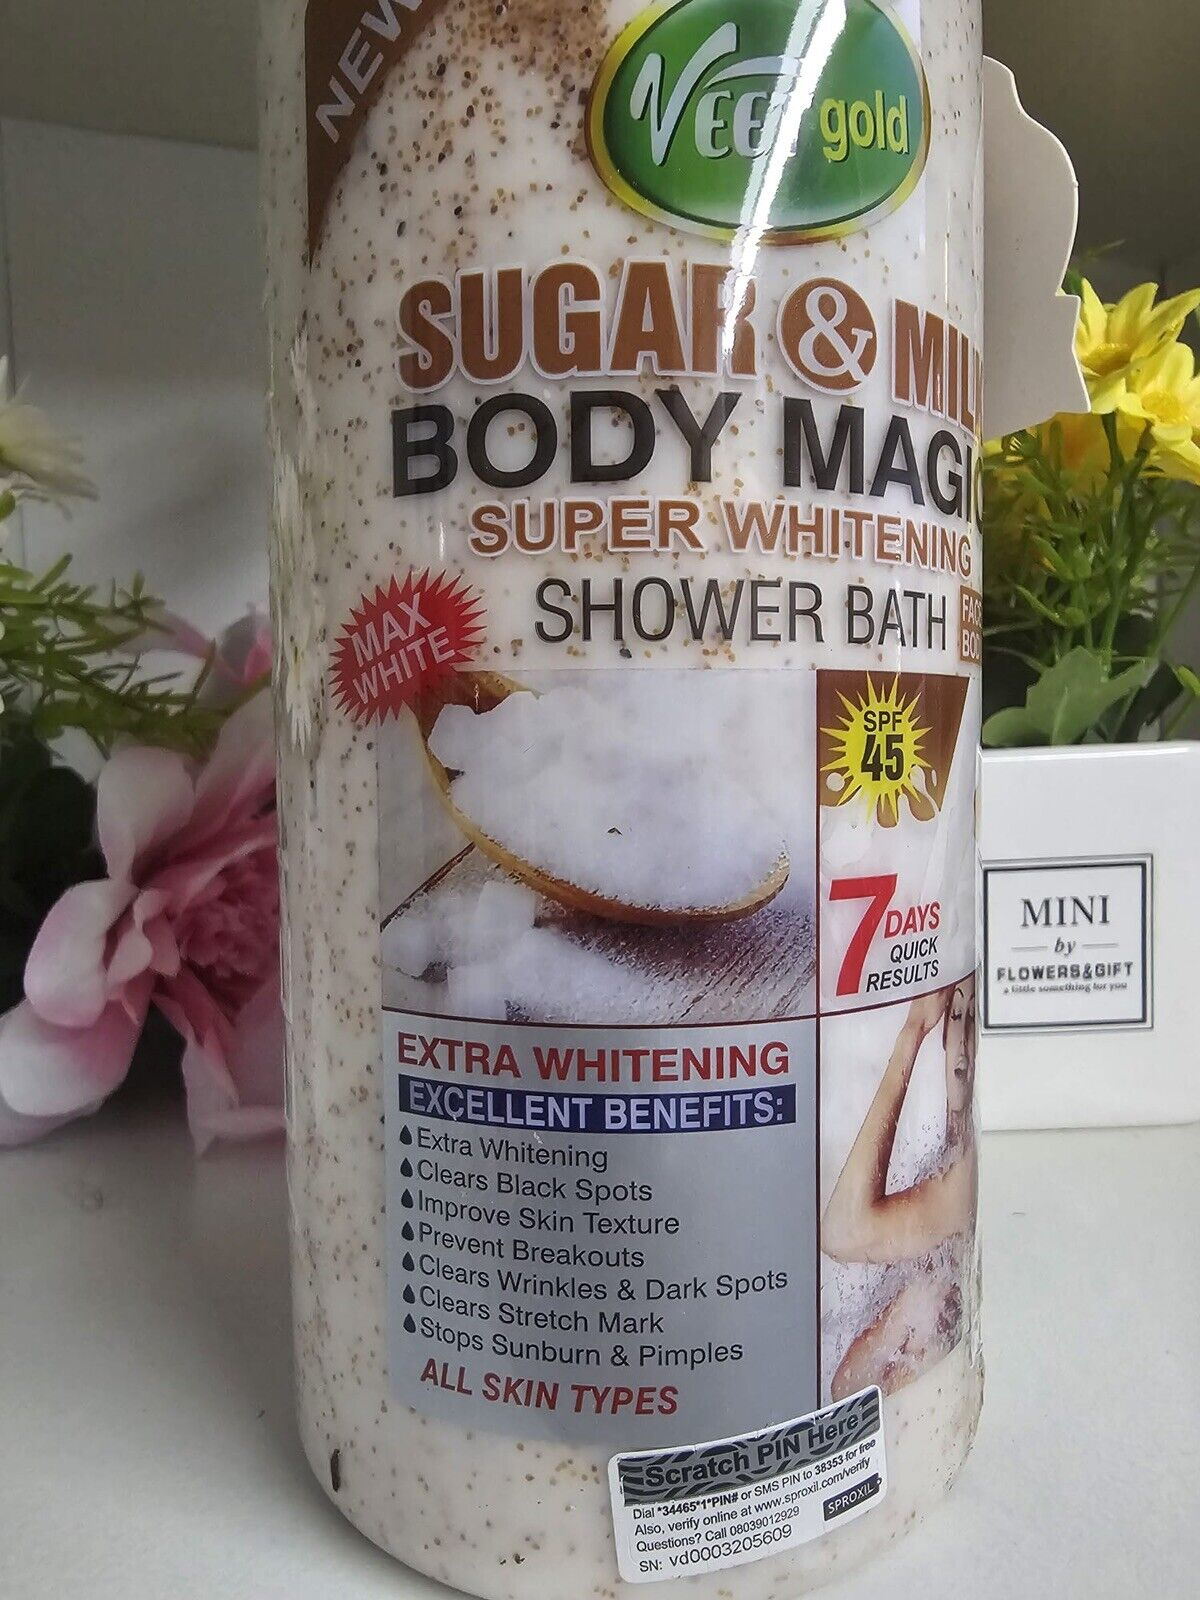 NEW
Veet gold
SUGAR & MILK
BODY MAGIC
SUPER WHITENING
SHOWER BATH
MAX
WHITE
SPF
45
7 DAYS
QUICK
RESULTS
EXTRA WHITENING
EXCELLENT BENEFITS:
Extra Whitening
Clears Black Spots
Improve Skin Texture
Prevent Breakouts
Clears Wrinkles & Dark Spots
Clears Stretch Mark
Stops Sunburn & Pimples
ALL SKIN TYPES
Scratch PIN Here
Dial *34465*1*PIN# or SMS PIN to 38353 for free
Also, verify online at www.sproxil.com/verify
Questions? Call 08039012929
SN: vd0003205609
SPROXIL
MINI
by
FLOWERS&GIFT
a little something for you